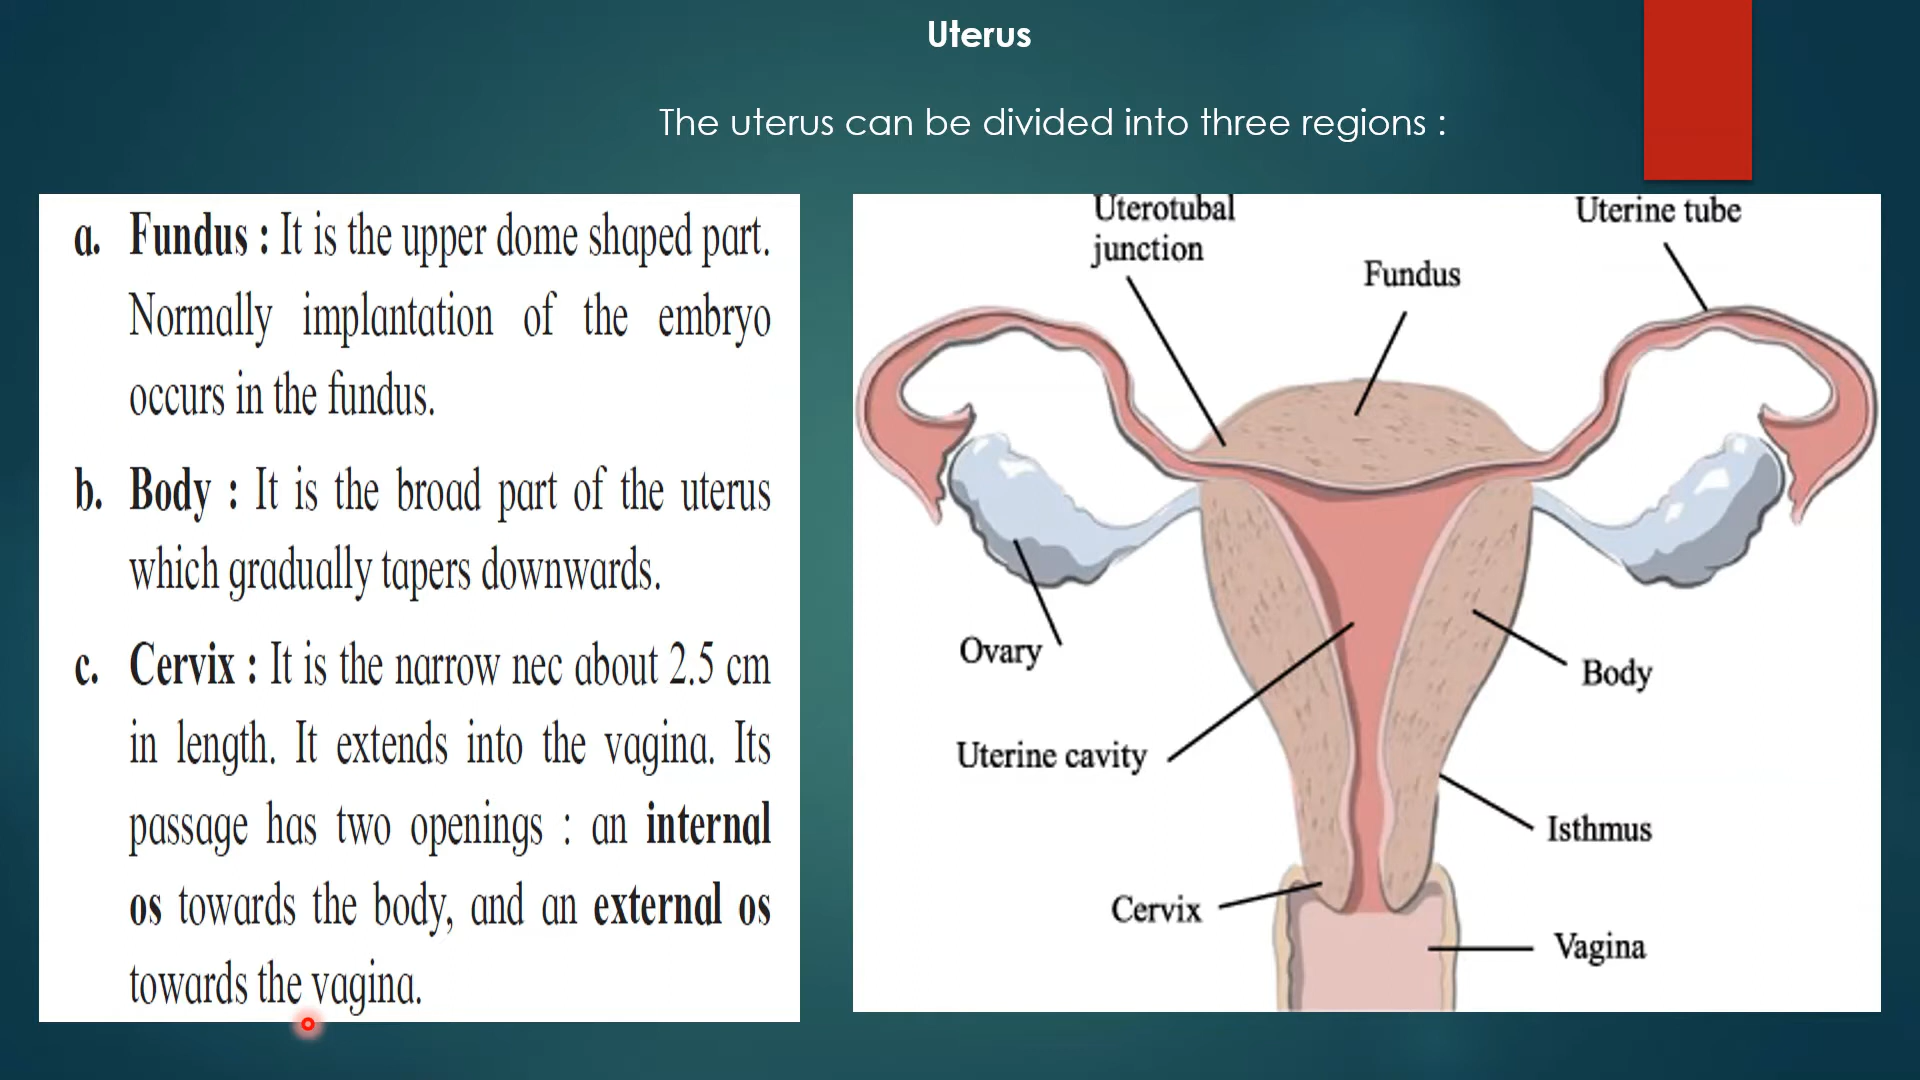 Uterus
The uterus can be divided into three regions :
a. Fundus : It is the upper dome shaped part.
Normally implantation of the embryo
occurs in the fundus.
b. Body : It is the broad part of the uterus
which gradually tapers downwards.
c. Cervix : It is the narrow nec about 2.5 cm
in length. It extends into the vagina. Its
passage has two openings : an internal
os towards the body, and an external os
towards the vagina.
Uterotubal
junction
Uterine tube
Fundus
Ovary
Body
Uterine cavity
Isthmus
Cervix
Vagina